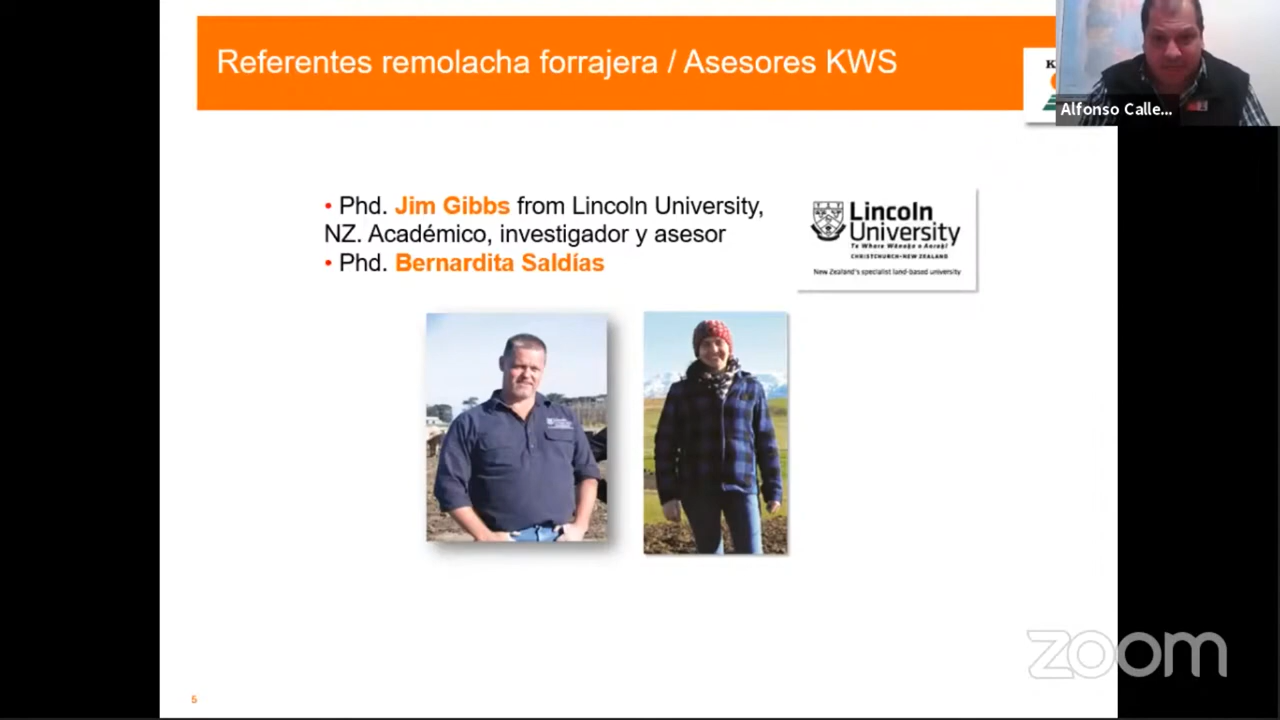 Referentes remolacha forrajera / Asesores KWS
Alfonso Calle...
• Phd. Jim Gibbs from Lincoln University,
NZ. Académico, investigador y asesor
• Phd. Bernardita Saldías
Lincoln
University
Te Whare Wānaka o Aoraki
CHRISTCHURCH•NEW ZEALAND
New Zealand's specialist land-based university
zoom
5